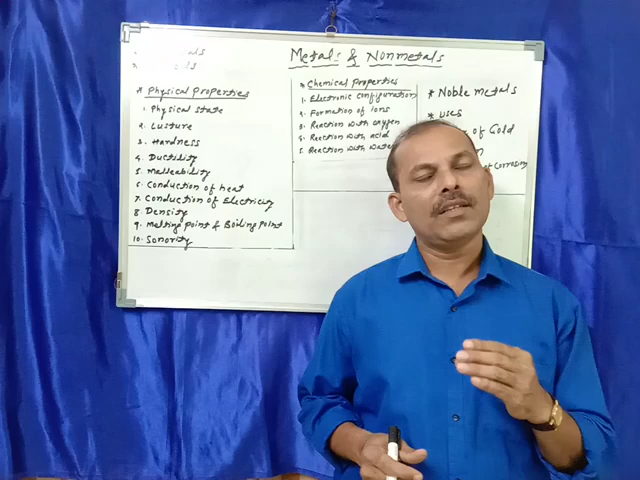 Metals & Nonmetals
* Physical Properties
1. Physical state
2. Lusture
3. Hardness
4. Ductility
5. Malleability
6. Conduction of heat
7. Conduction of Electricity
8. Density
9. Melting point & Boiling point
10. Sonority
* Chemical Properties
1. Electronic configuration
2. Formation of ions
3. Reaction with oxygen
4. Reaction with acid
5. Reaction with Water
* Noble metals
* uses
of Gold
Corrosion